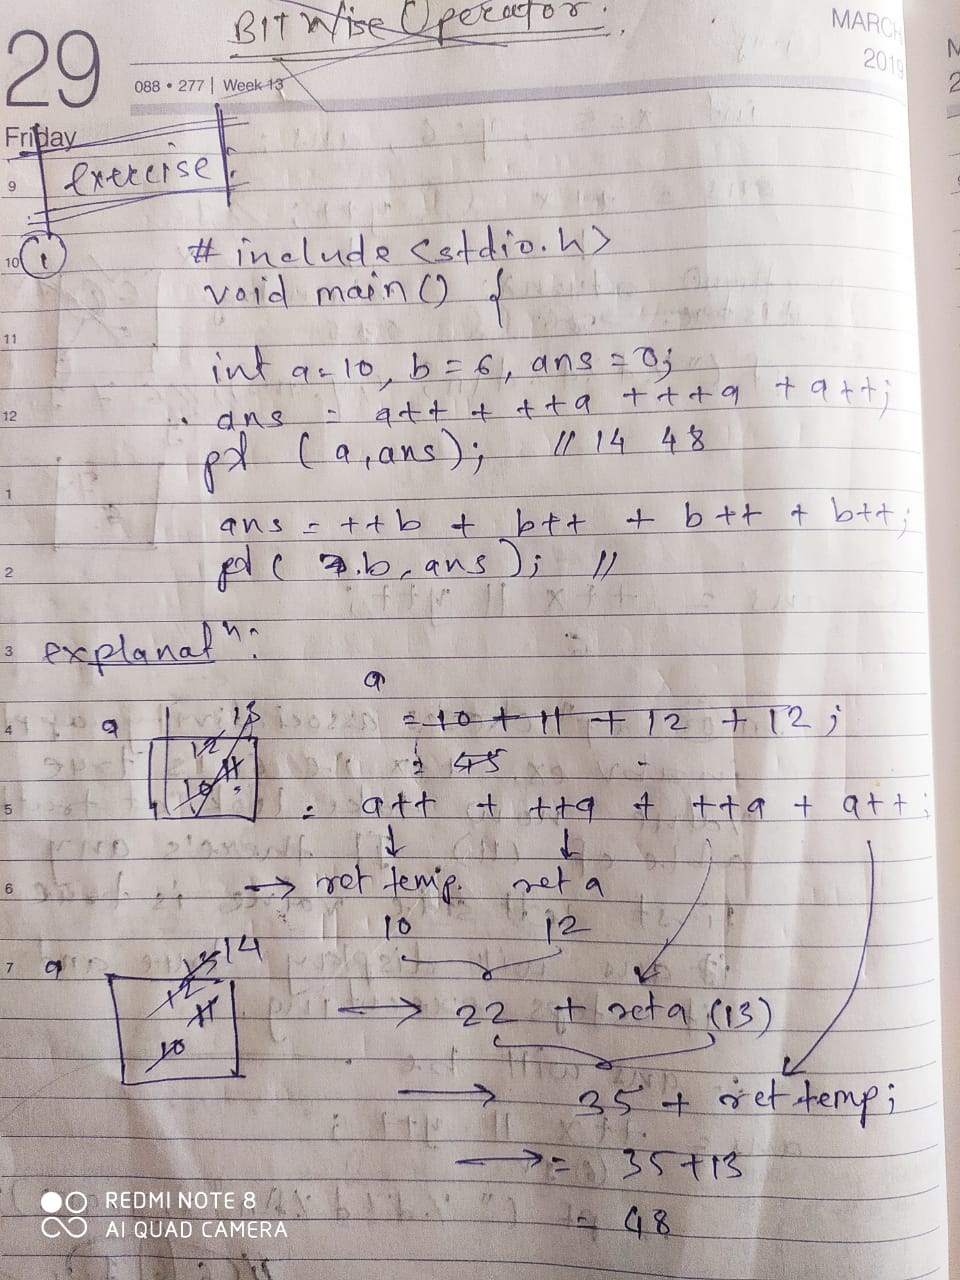 BIT Wise Operator.
MARCH
2019
29
088 • 277 | Week 13
Friday
exercise
9
10
1
# include <stdio.h>
void main() {
11
int a=10, b=6, ans=0;
12
ans = a++ + ++a + ++a + a++;
pf (a,ans); // 14 48
1
ans = ++b + b++ + b++ + b++;
2
pf ( b, ans); //
3
explanatⁿ:
a
4
a
13
12
11
10
= 10 + 11 + 12 + 12 ;
= 45
5
= a++ + ++a + ++a + a++;
6
→ ret temp. ret a
10 12
7
a
14
13
12
11
10
→ 22 + ret a (13)
→ 35 + ret temp;
→ = 35+13
= 48
REDMI NOTE 8
AI QUAD CAMERA